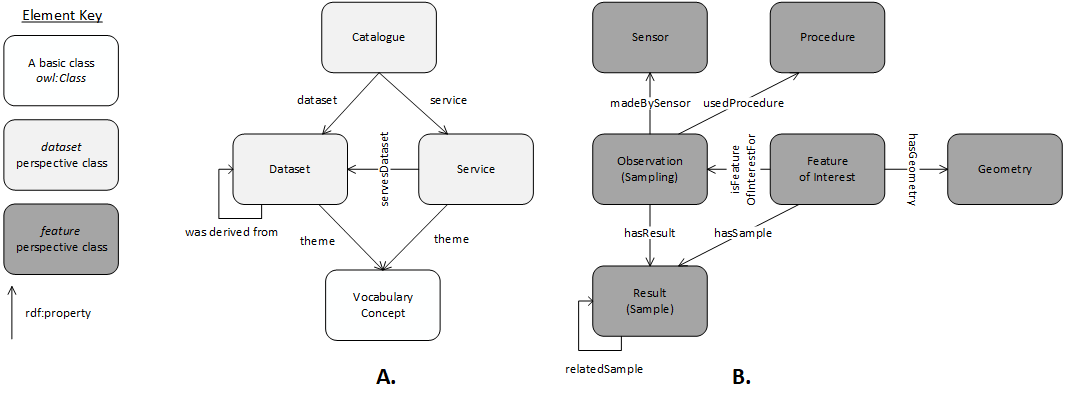 Element Key
A basic class
owl:Class
dataset
perspective class
feature
perspective class
rdf:property
Catalogue
dataset
service
Dataset
servesDataset
Service
was derived from
theme
theme
Vocabulary
Concept
A.
Sensor
Procedure
madeBySensor
usedProcedure
Observation
(Sampling)
isFeature
OfInterestFor
Feature
of Interest
hasGeometry
Geometry
hasResult
hasSample
Result
(Sample)
relatedSample
B.